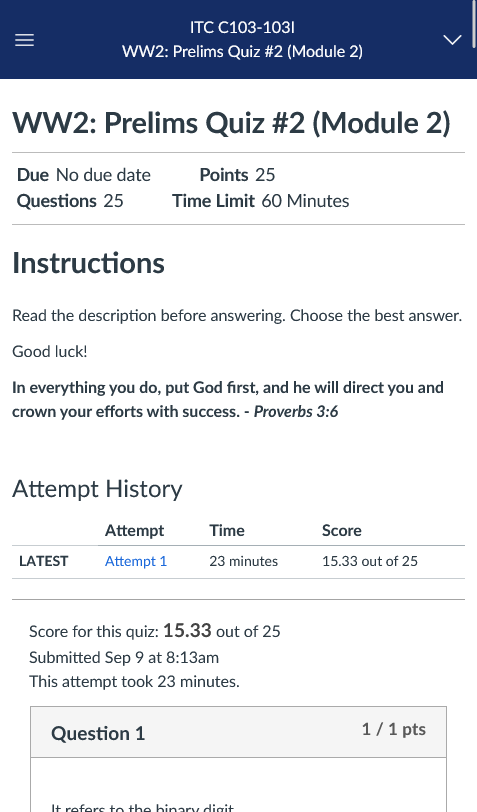 ITC C103-103I
WW2: Prelims Quiz #2 (Module 2)
WW2: Prelims Quiz #2 (Module 2)
Due No due date Points 25
Questions 25 Time Limit 60 Minutes
Instructions
Read the description before answering. Choose the best answer.
Good luck!
In everything you do, put God first, and he will direct you and
crown your efforts with success. - Proverbs 3:6
Attempt History
Attempt Time Score
LATEST Attempt 1 23 minutes 15.33 out of 25
Score for this quiz: 15.33 out of 25
Submitted Sep 9 at 8:13am
This attempt took 23 minutes.
Question 1 1 / 1 pts
It refers to the binary digit